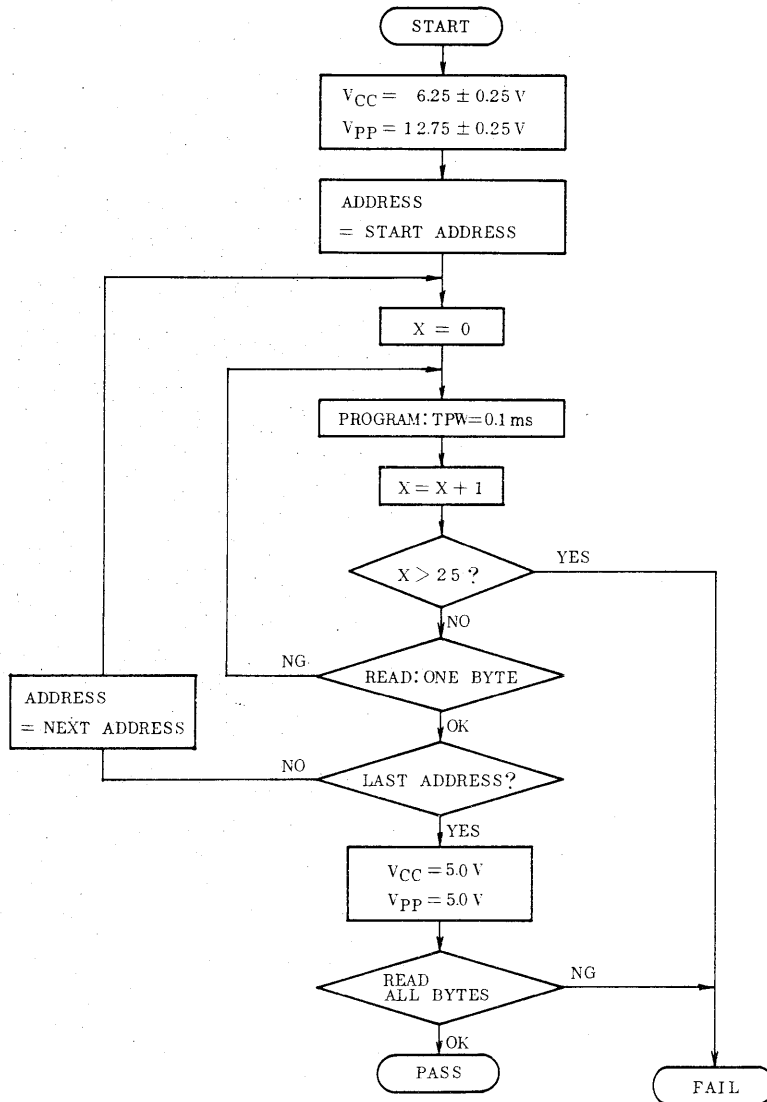 START
VCC = 6.25 ± 0.25 V
VPP = 12.75 ± 0.25 V
ADDRESS
= START ADDRESS
X = 0
PROGRAM: TPW=0.1 ms
X = X + 1
X > 25 ?
YES
NO
NG
READ: ONE BYTE
ADDRESS
= NEXT ADDRESS
OK
NO
LAST ADDRESS?
YES
VCC = 5.0 V
VPP = 5.0 V
READ
ALL BYTES
NG
OK
PASS
FAIL